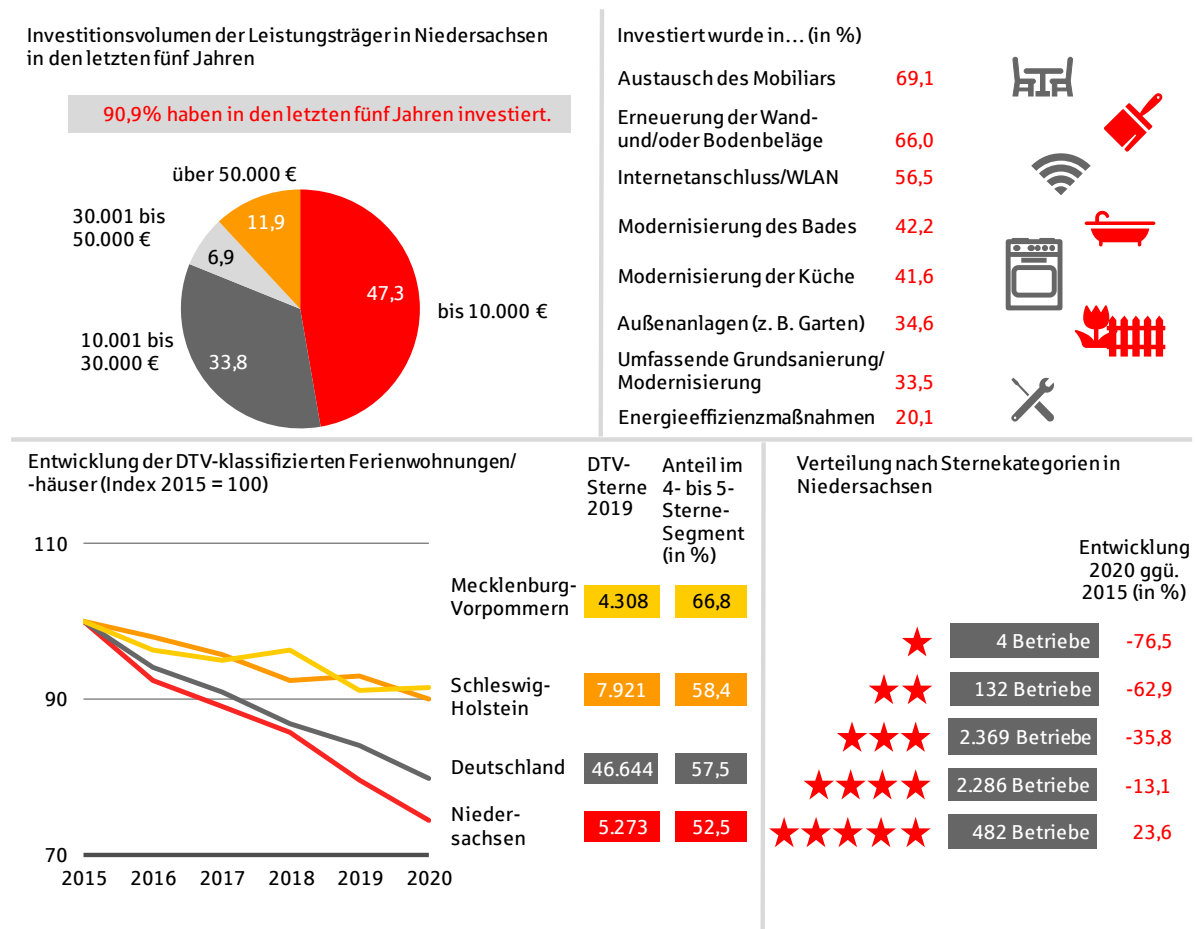 Investitionsvolumen der Leistungsträger in Niedersachsen
in den letzten fünf Jahren
90,9% haben in den letzten fünf Jahren investiert.
über 50.000 €
30.001 bis
50.000 €
10.001 bis
30.000 €
bis 10.000 €
11,9
6,9
47,3
33,8
Investiert wurde in… (in %)
Austausch des Mobiliars 69,1
Erneuerung der Wand-
und/oder Bodenbeläge 66,0
Internetanschluss/WLAN 56,5
Modernisierung des Bades 42,2
Modernisierung der Küche 41,6
Außenanlagen (z. B. Garten) 34,6
Umfassende Grundsanierung/
Modernisierung 33,5
Energieeffizienzmaßnahmen 20,1
Entwicklung der DTV-klassifizierten Ferienwohnungen/
-häuser (Index 2015 = 100)
DTV-
Sterne
2019
Anteil im
4- bis 5-
Sterne-
Segment
(in %)
110
90
70
2015 2016 2017 2018 2019 2020
Mecklenburg-
Vorpommern 4.308 66,8
Schleswig-
Holstein 7.921 58,4
Deutschland 46.644 57,5
Nieder-
sachsen 5.273 52,5
Verteilung nach Sternekategorien in
Niedersachsen
Entwicklung
2020 ggü.
2015 (in %)
4 Betriebe -76,5
132 Betriebe -62,9
2.369 Betriebe -35,8
2.286 Betriebe -13,1
482 Betriebe 23,6